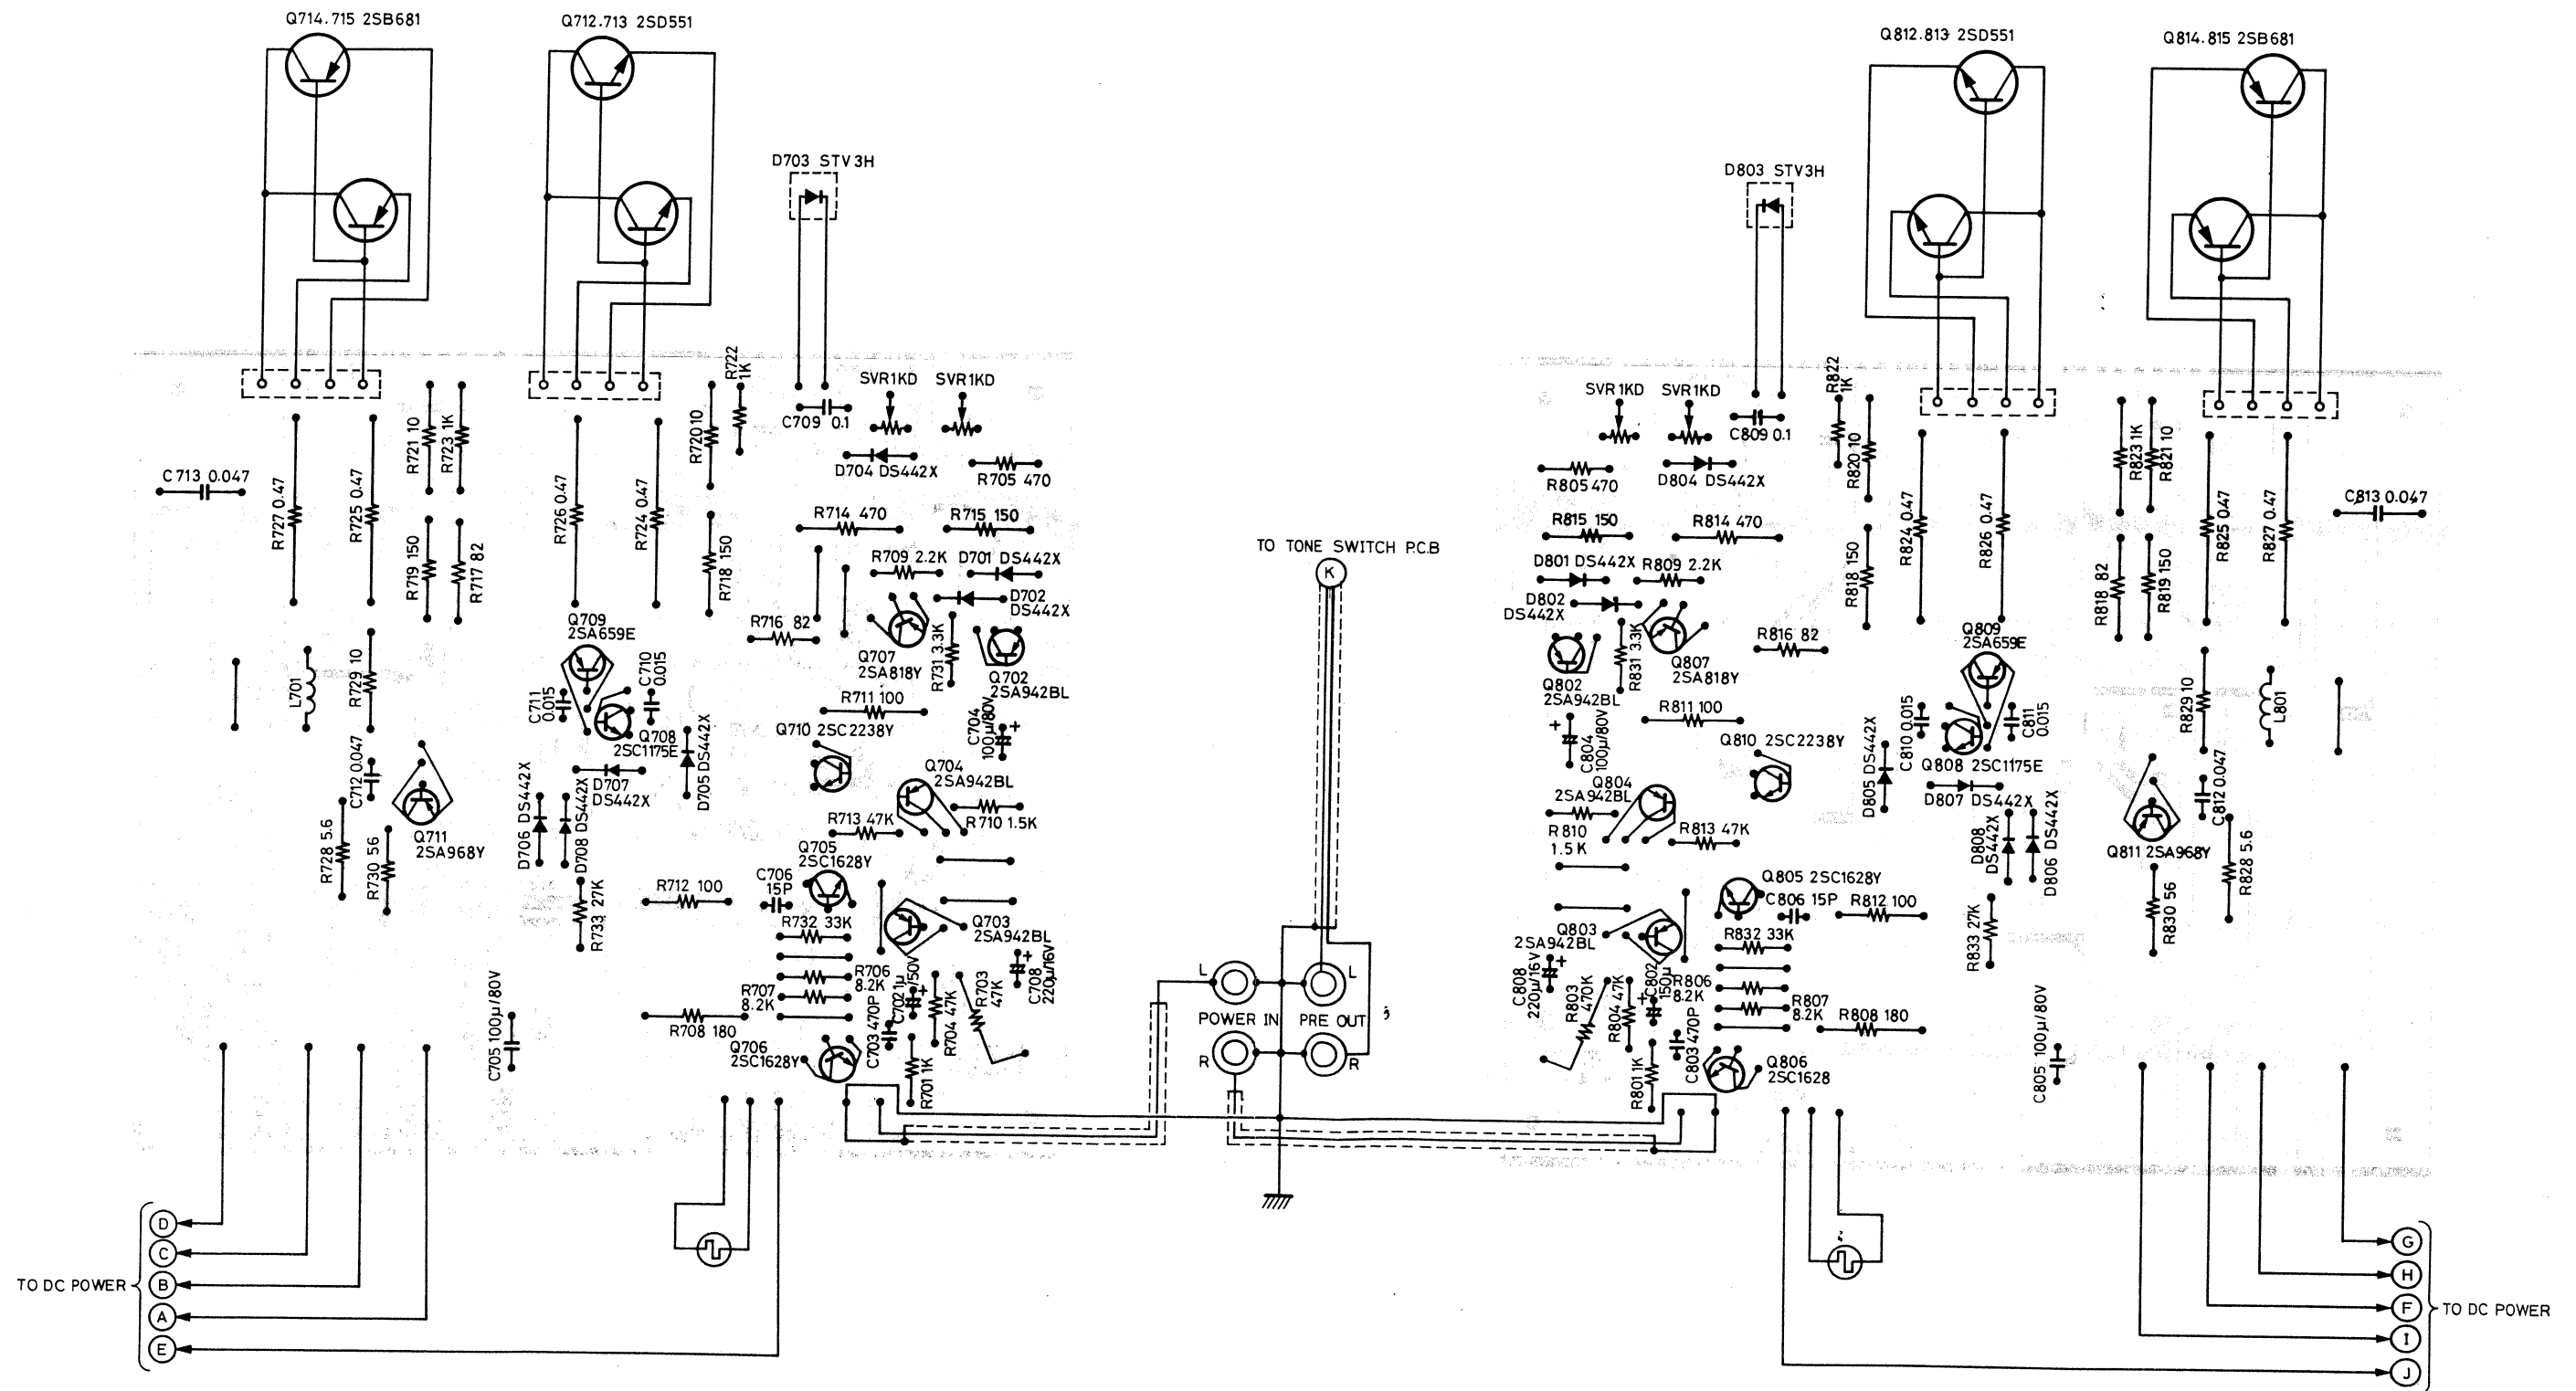 Q714.715 2SB681
Q712.713 2SD551
Q812.813 2SD551
Q814.815 2SB681
D703 STV3H
D803 STV3H
R722
1K
SVR1KD
SVR1KD
C709 0.1
R720 10
R721 10
R723 1K
D704 DS442X
R705 470
C713 0.047
R727 0.47
R725 0.47
R726 0.47
R724 0.47
R714 470
R715 150
R719 150
R717 82
R718 150
R709 2.2K
D701 DS442X
D702
DS442X
R716 82
Q709
2SA659E
Q707
2SA818Y
R731 3.3K
Q702
2SA942BL
L701
R729 10
C711
0.015
C710
0.015
R711 100
C704
100μ/80V
Q708
2SC1175E
Q710 2SC2238Y
D705 DS442X
C712 0.047
D707
DS442X
Q704
2SA942BL
R710 1.5K
R713 47K
R728 5.6
R730 56
Q711
2SA968Y
D706 DS442X
D708 DS442X
Q705
2SC1628Y
R733 27K
R712 100
C706
15P
R732 33K
Q703
2SA942BL
R706
8.2K
R707
8.2K
C705 100μ/80V
R708 180
C703 470P
C702 1μ
/50V
R704 47K
R703
47K
C708
220μ/16V
Q706
2SC1628Y
R701 1K
TO TONE SWITCH P.C.B
K
L
L
POWER IN
PRE OUT
R
R
R822
1K
SVR1KD
SVR1KD
C809 0.1
R820 10
R805 470
D804 DS442X
R823 1K
R821 10
R824 0.47
R826 0.47
R825 0.47
R827 0.47
C813 0.047
R815 150
R814 470
D801 DS442X
R809 2.2K
D802
DS442X
R818 150
R818 82
R819 150
R831 3.3K
Q807
2SA818Y
R816 82
Q809
2SA659E
Q802
2SA942BL
R811 100
C804
100μ/80V
Q810 2SC2238Y
D805 DS442X
C810 0.015
C811
0.015
R829 10
L801
Q808 2SC1175E
Q804
2SA942BL
D807 DS442X
R810
1.5K
R813 47K
D808
DS442X
D806 DS442X
C812 0.047
Q811 2SA968Y
R828 5.6
R830 56
Q805 2SC1628Y
C806 15P
R812 100
R833 27K
Q803
2SA942BL
R832 33K
C808
220μ/16V
R803
470K
R804 47K
C802
150μ
R806
8.2K
R807
8.2K
R808 180
C803 470P
R801 1K
Q806
2SC1628
C805 100μ/80V
TO DC POWER
D
C
B
A
E
G
H
F
I
J
TO DC POWER